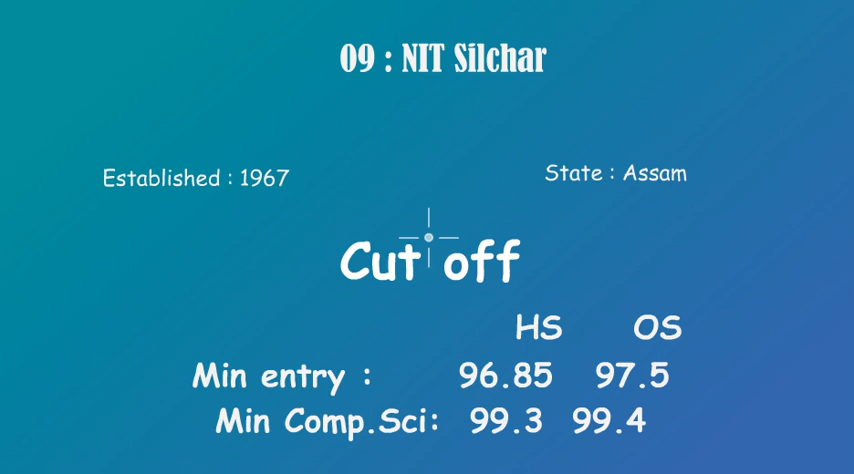 09 : NIT Silchar
Established : 1967 State : Assam
Cut off
HS OS
Min entry : 96.85 97.5
Min Comp.Sci: 99.3 99.4